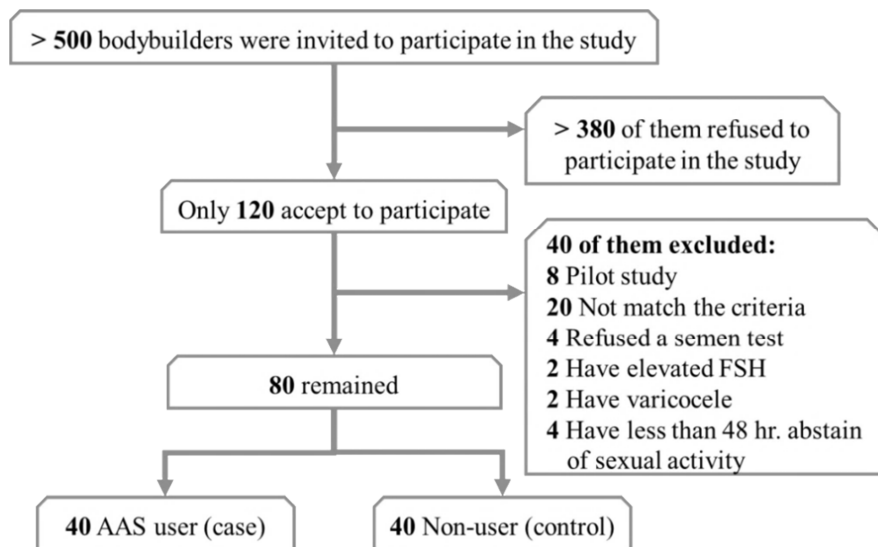 > 500 bodybuilders were invited to participate in the study
> 380 of them refused to
participate in the study
Only 120 accept to participate
40 of them excluded:
8 Pilot study
20 Not match the criteria
4 Refused a semen test
2 Have elevated FSH
2 Have varicocele
4 Have less than 48 hr. abstain
of sexual activity
80 remained
40 AAS user (case)
40 Non-user (control)